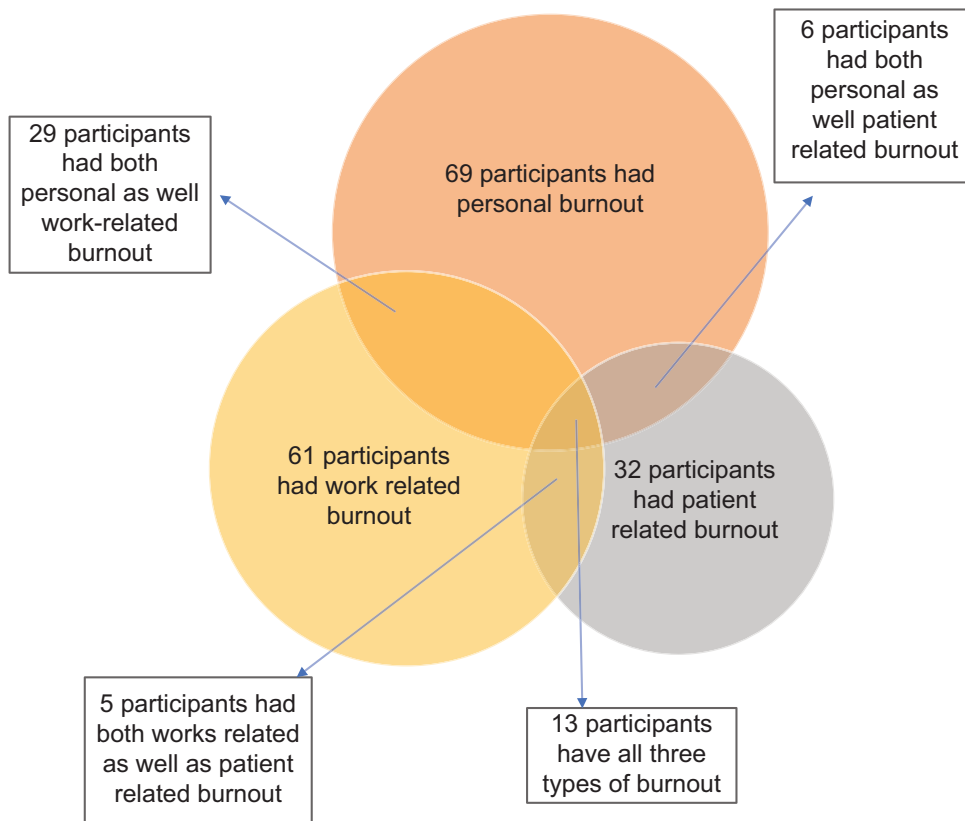 6 participants
had both
personal as
well patient
related burnout
29 participants
had both
personal as well
work-related
burnout
69 participants had
personal burnout
61 participants
had work related
burnout
32 participants
had patient
related burnout
5 participants had
both works related
as well as patient
related burnout
13 participants
have all three
types of burnout